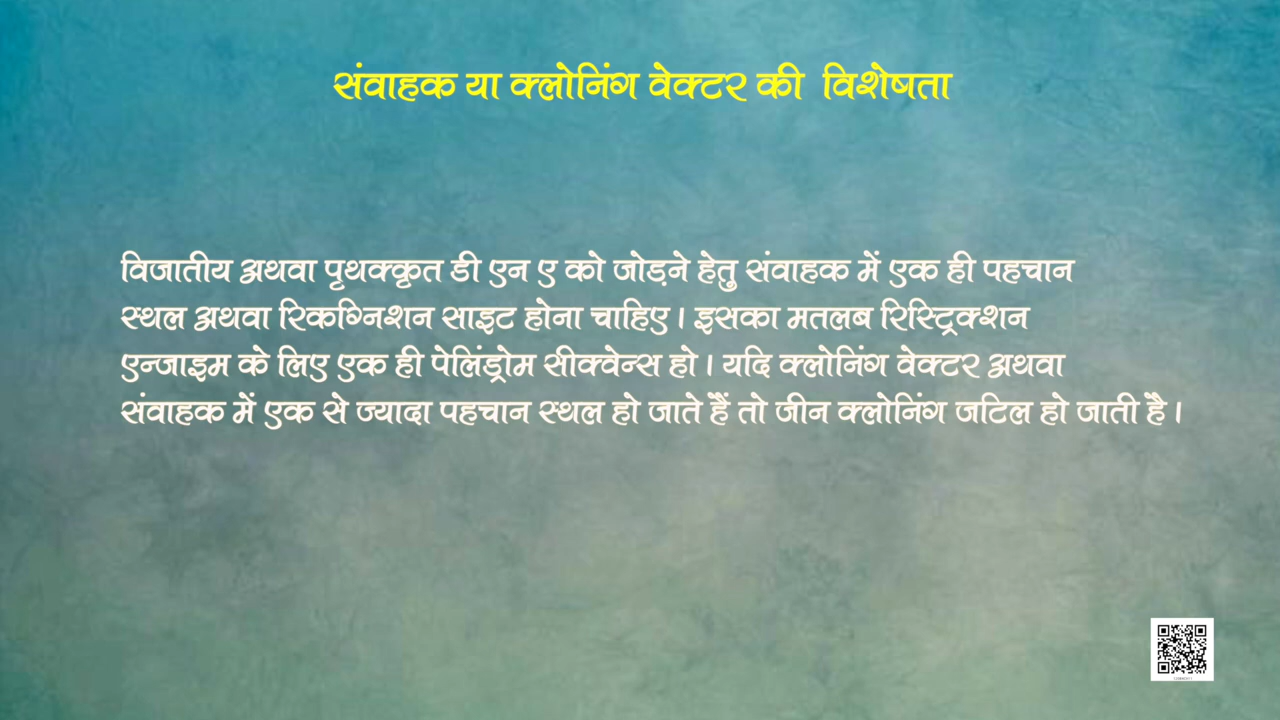 संवाहक या क्लोनिंग वेक्टर की विशेषता
विजातीय अथवा पृथक्कृत डी एन ए को जोड़ने हेतु संवाहक में एक ही पहचान
स्थल अथवा रिकग्निशन साइट होना चाहिए । इसका मतलब रिस्ट्रिक्शन
एन्जाइम के लिए एक ही पेलिंड्रोम सीक्वेन्स हो । यदि क्लोनिंग वेक्टर अथवा
संवाहक में एक से ज्यादा पहचान स्थल हो जाते हैं तो जीन क्लोनिंग जटिल हो जाती है ।